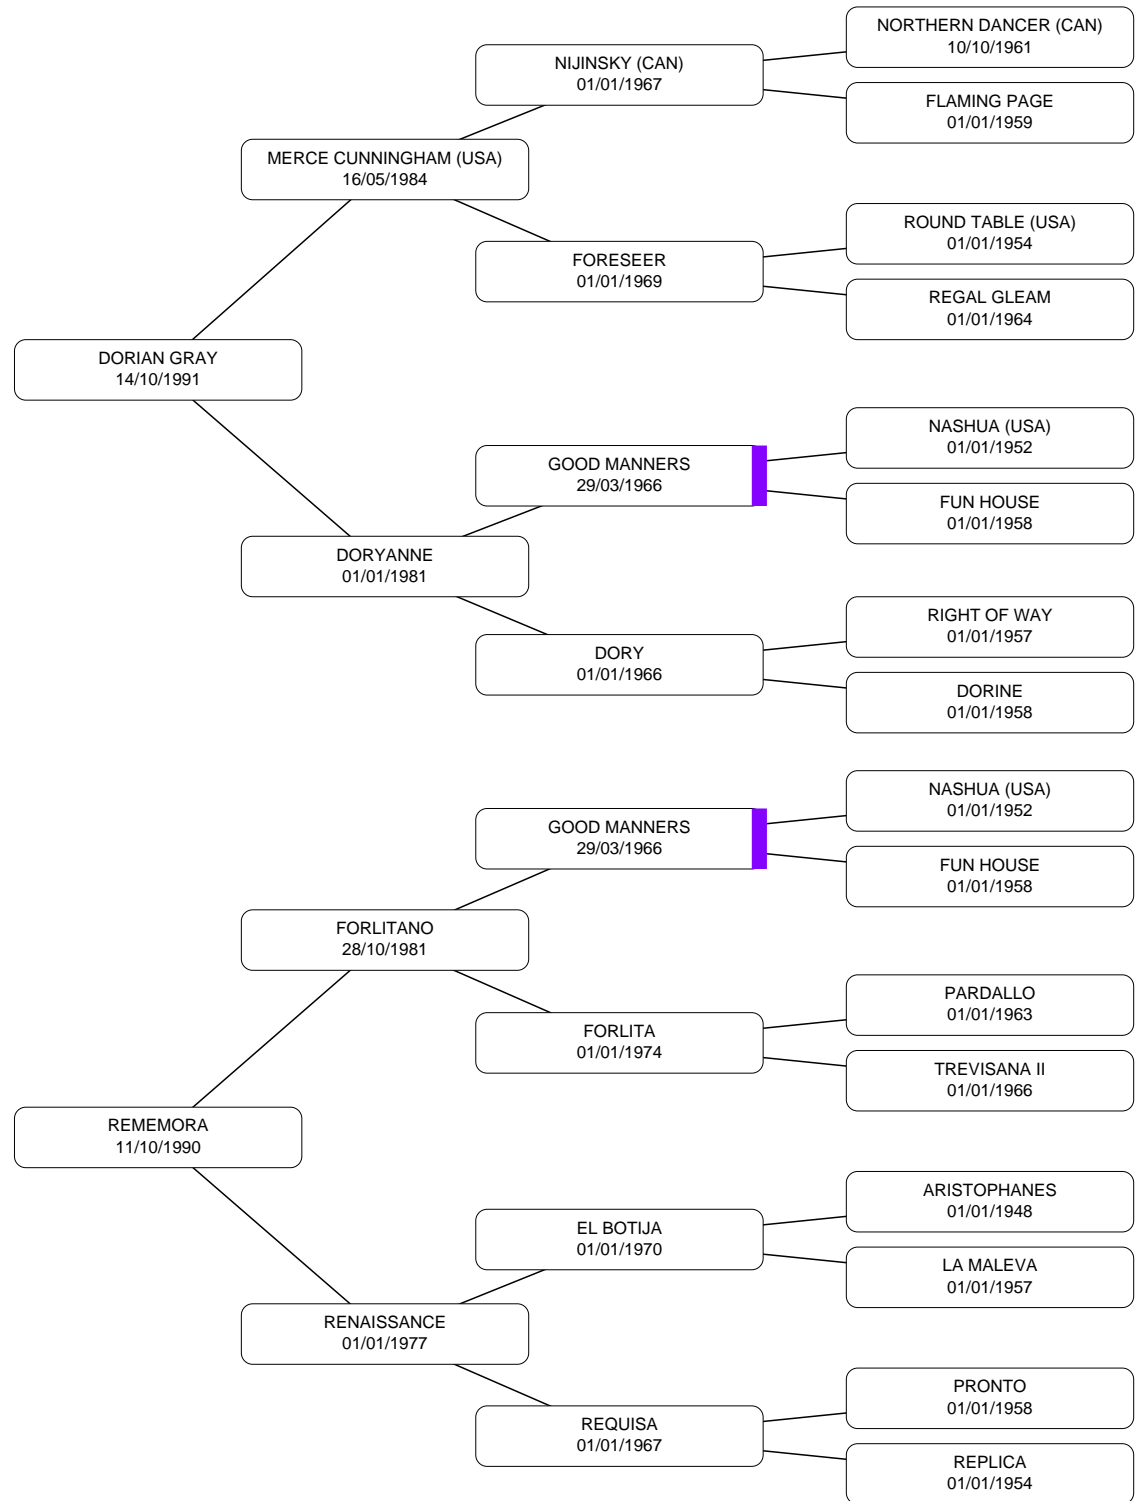 NORTHERN DANCER (CAN)
10/10/1961
NIJINSKY (CAN)
01/01/1967
FLAMING PAGE
01/01/1959
MERCE CUNNINGHAM (USA)
16/05/1984
ROUND TABLE (USA)
01/01/1954
FORESEER
01/01/1969
REGAL GLEAM
01/01/1964
DORIAN GRAY
14/10/1991
NASHUA (USA)
01/01/1952
GOOD MANNERS
29/03/1966
FUN HOUSE
01/01/1958
DORYANNE
01/01/1981
RIGHT OF WAY
01/01/1957
DORY
01/01/1966
DORINE
01/01/1958
NASHUA (USA)
01/01/1952
GOOD MANNERS
29/03/1966
FUN HOUSE
01/01/1958
FORLITANO
28/10/1981
PARDALLO
01/01/1963
FORLITA
01/01/1974
TREVISANA II
01/01/1966
REMEMORA
11/10/1990
ARISTOPHANES
01/01/1948
EL BOTIJA
01/01/1970
LA MALEVA
01/01/1957
RENAISSANCE
01/01/1977
PRONTO
01/01/1958
REQUISA
01/01/1967
REPLICA
01/01/1954